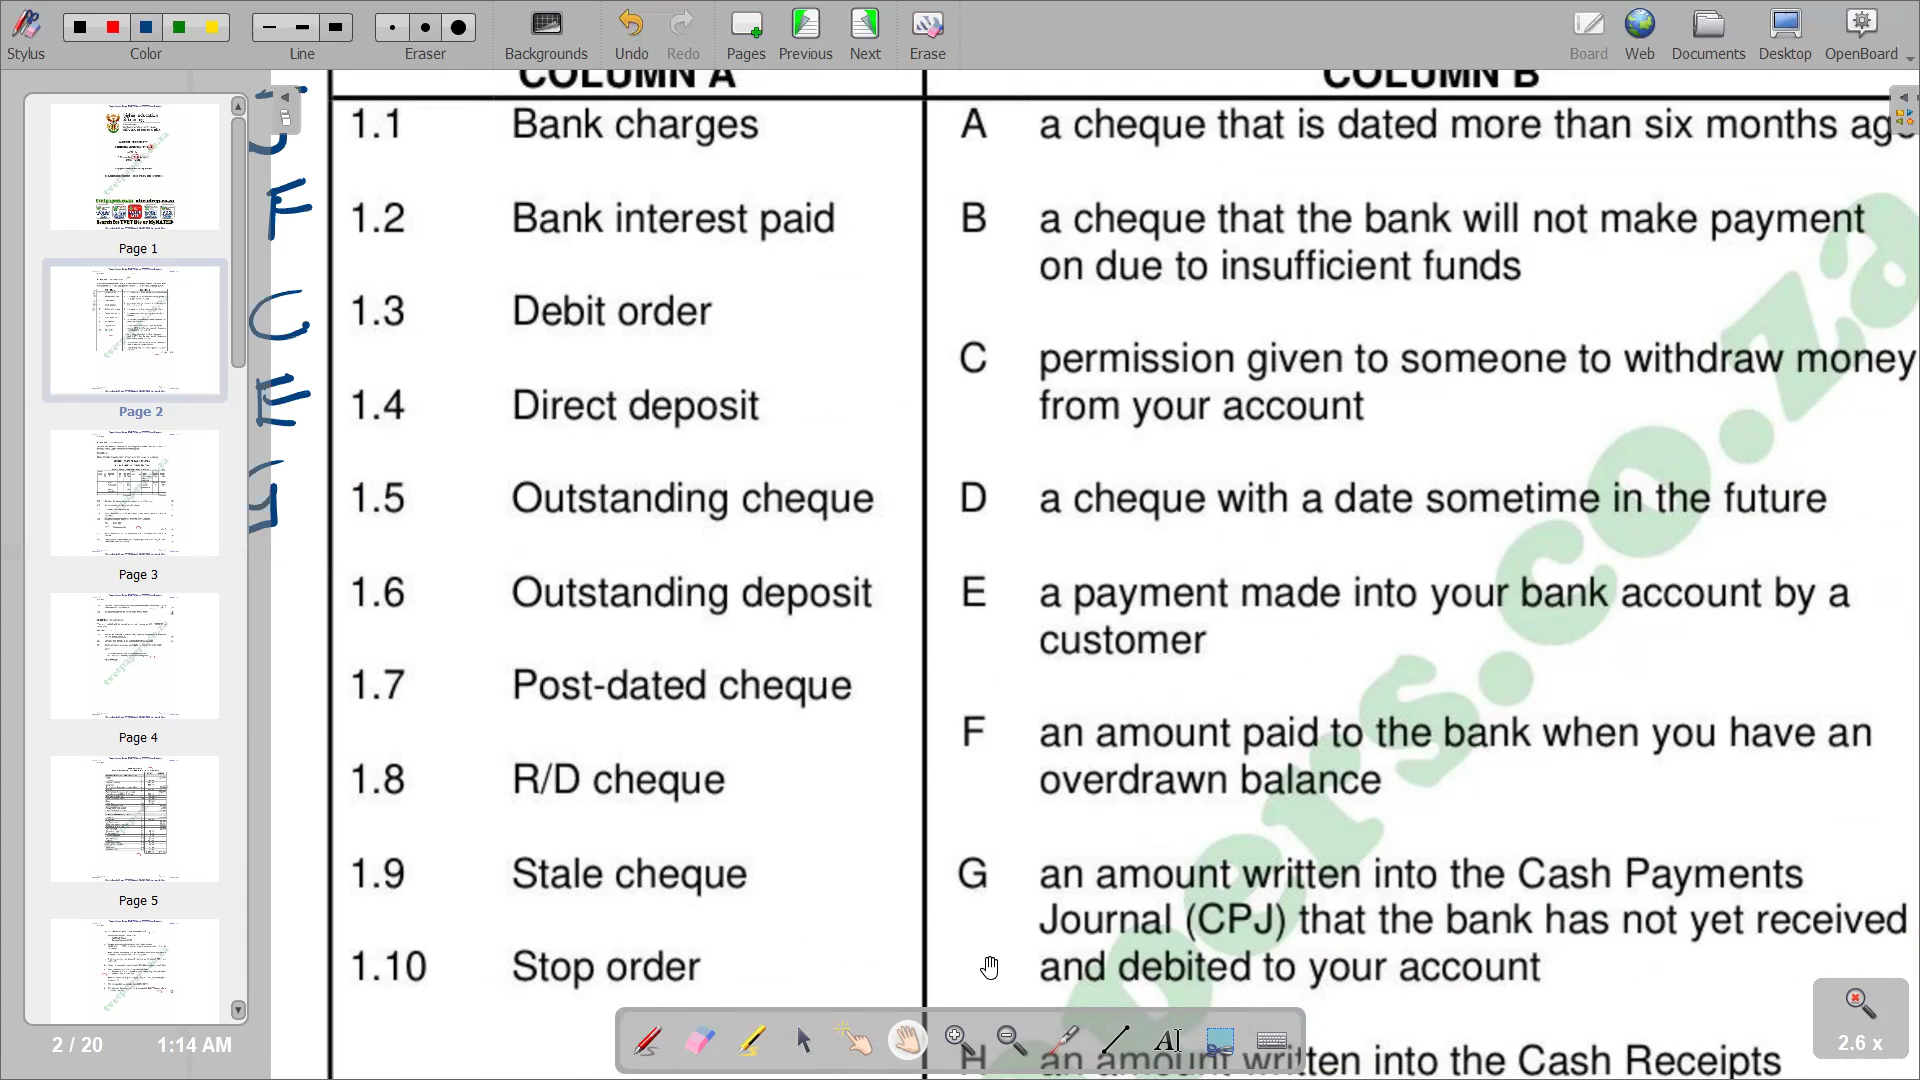 Stylus
Color
Line
Eraser
Backgrounds
Undo
Redo
Pages
Previous
Next
Erase
Board
Web
Documents
Desktop
OpenBoard
Page 1
Page 2
Page 3
Page 4
Page 5
2 / 20 1:14 AM
COLUMN A COLUMN B
J
F
C
E
G
1.1 Bank charges
1.2 Bank interest paid
1.3 Debit order
1.4 Direct deposit
1.5 Outstanding cheque
1.6 Outstanding deposit
1.7 Post-dated cheque
1.8 R/D cheque
1.9 Stale cheque
1.10 Stop order
A a cheque that is dated more than six months ago
B a cheque that the bank will not make payment
on due to insufficient funds
C permission given to someone to withdraw money
from your account
D a cheque with a date sometime in the future
E a payment made into your bank account by a
customer
F an amount paid to the bank when you have an
overdrawn balance
G an amount written into the Cash Payments
Journal (CPJ) that the bank has not yet received
and debited to your account
H an amount written into the Cash Receipts
pers.co.za
2.6 x